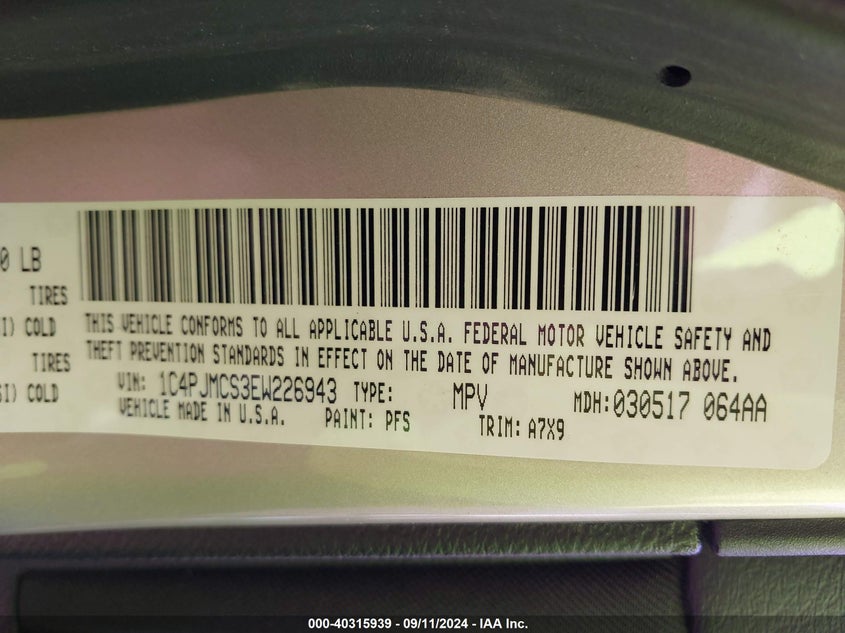 0 LB
TIRES
I) COLD
TIRES
SI) COLD
THIS VEHICLE CONFORMS TO ALL APPLICABLE U.S.A. FEDERAL MOTOR VEHICLE SAFETY AND
THEFT PREVENTION STANDARDS IN EFFECT ON THE DATE OF MANUFACTURE SHOWN ABOVE.
VIN: 1C4PJMCS3EW226943 TYPE: MPV MDH:030517 064AA
VEHICLE MADE IN U.S.A. PAINT: PFS TRIM: A7X9
000-40315939 - 09/11/2024 - IAA Inc.